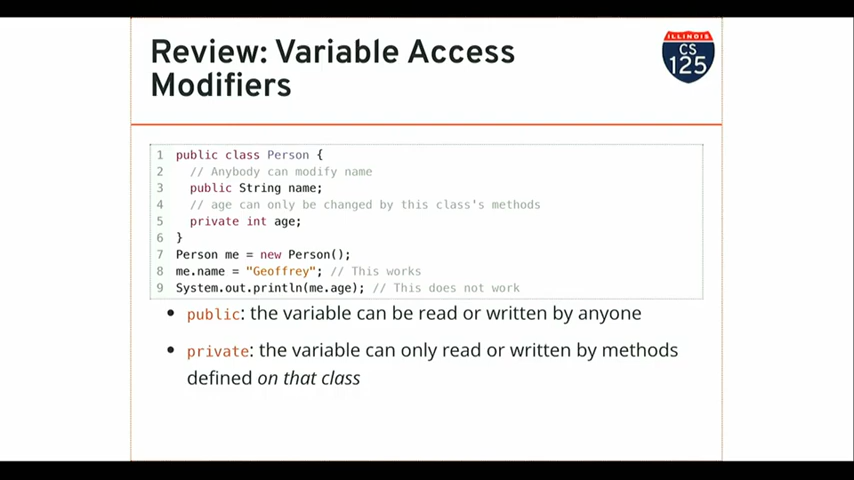 Review: Variable Access
Modifiers
ILLINOIS
CS
125
1 public class Person {
2 // Anybody can modify name
3 public String name;
4 // age can only be changed by this class's methods
5 private int age;
6 }
7 Person me = new Person();
8 me.name = "Geoffrey"; // This works
9 System.out.println(me.age); // This does not work
• public: the variable can be read or written by anyone
• private: the variable can only read or written by methods
defined on that class